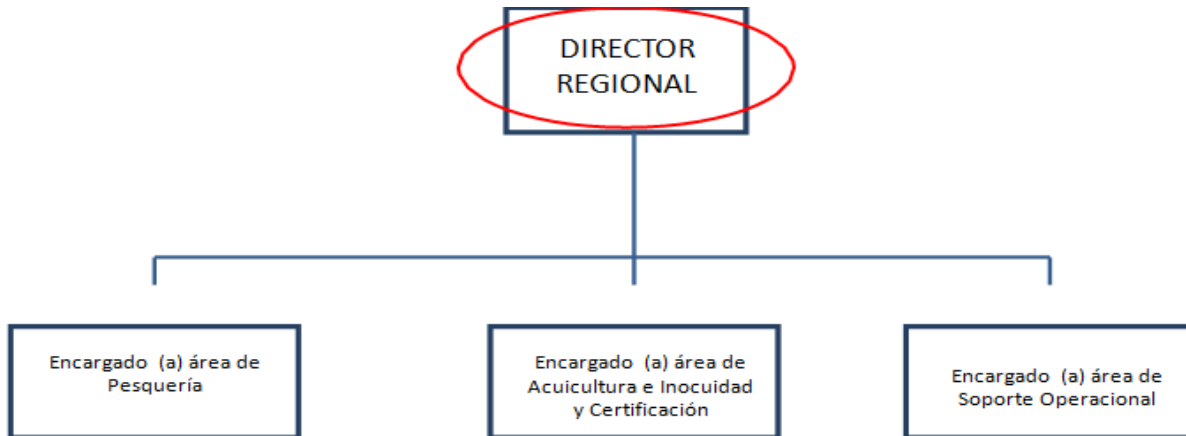 DIRECTOR
REGIONAL
Encargado (a) área de
Pesquería
Encargado (a) área de
Acuicultura e Inocuidad
y Certificación
Encargado (a) área de
Soporte Operacional